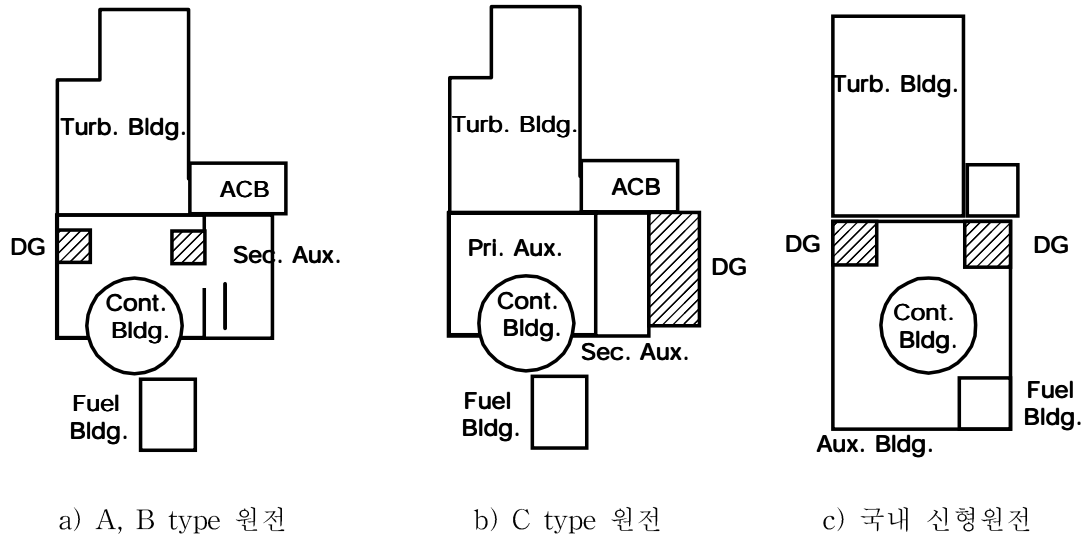 Turb. Bldg.
ACB
DG
Sec. Aux.
Cont.
Bldg.
Fuel
Bldg.
a) A, B type 원전
Turb. Bldg.
ACB
Pri. Aux.
DG
Cont.
Bldg.
Sec. Aux.
Fuel
Bldg.
b) C type 원전
Turb. Bldg.
DG
DG
Cont.
Bldg.
Fuel
Bldg.
Aux. Bldg.
c) 국내 신형원전